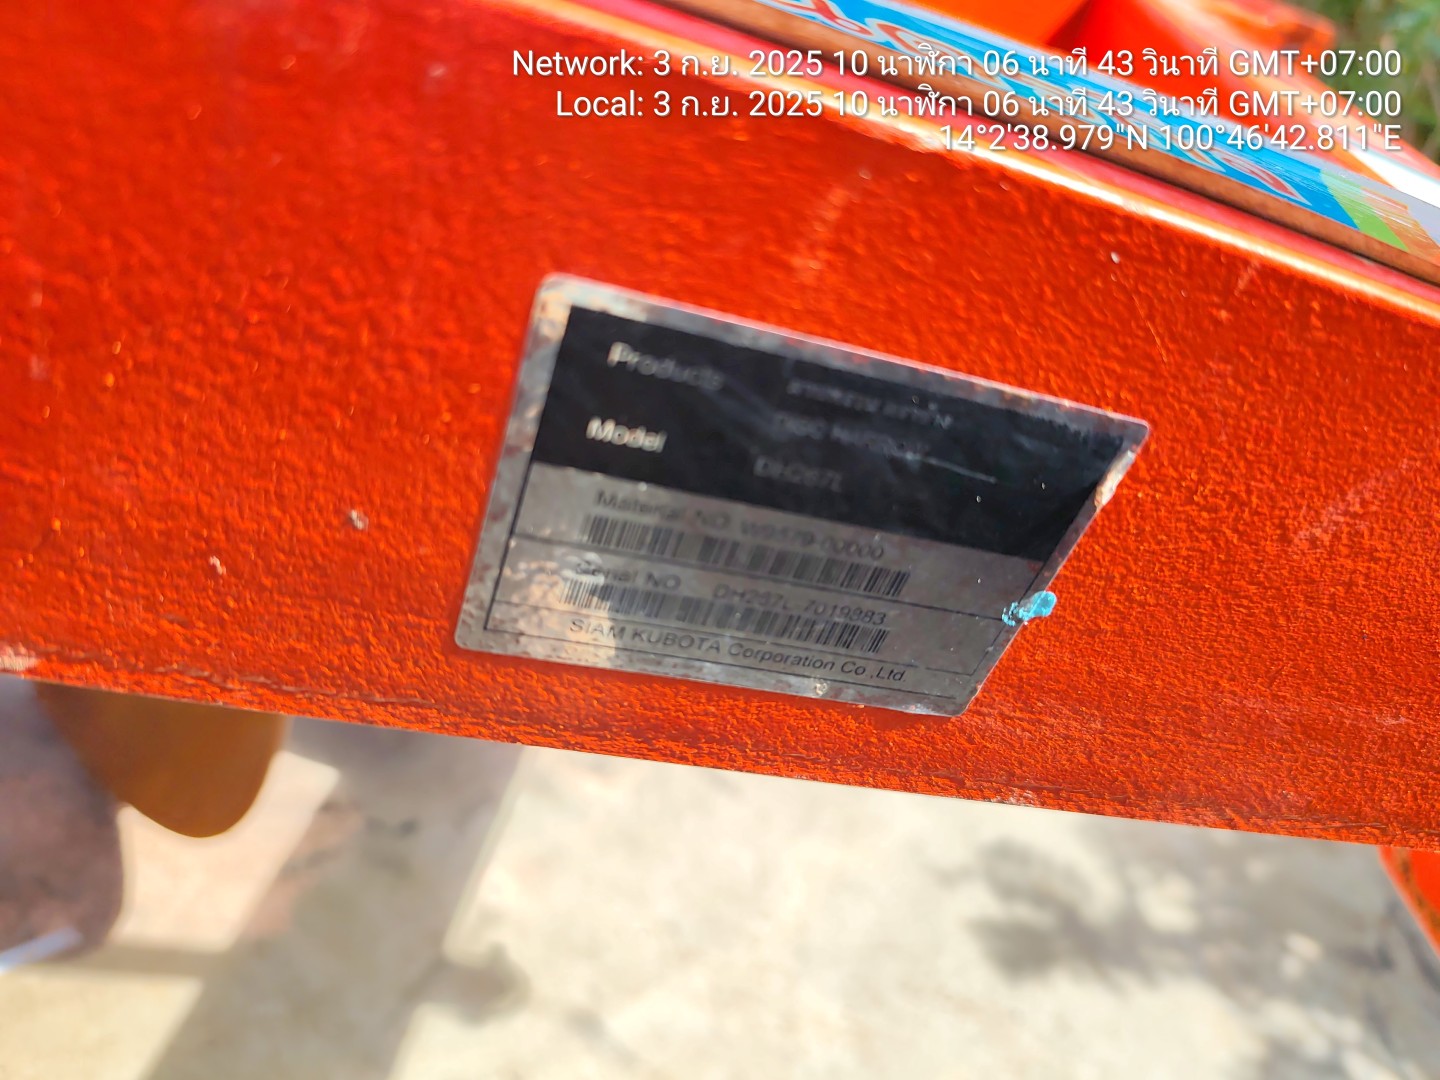 Network: 3 ก.ย. 2025 10 นาฬิกา 06 นาที 43 วินาที GMT+07:00
Local: 3 ก.ย. 2025 10 นาฬิกา 06 นาที 43 วินาที GMT+07:00
14°2'38.979"N 100°46'42.811"E
Products
Model
Material NO
Serial NO DH267L 7019883
SIAM KUBOTA Corporation Co.,Ltd.